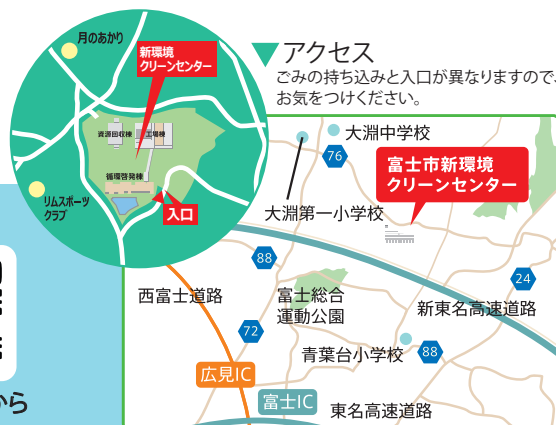 月のあかり
新環境
クリーンセンター
資源回収棟
工場棟
循環啓発棟
リムスポーツ
クラブ
入口
アクセス
ごみの持ち込みと入口が異なりますので、
お気をつけください。
大淵中学校
76
富士市新環境
クリーンセンター
大淵第一小学校
88
24
西富士道路
富士総合
運動公園
新東名高速道路
72
青葉台小学校
88
広見IC
富士IC
東名高速道路
から